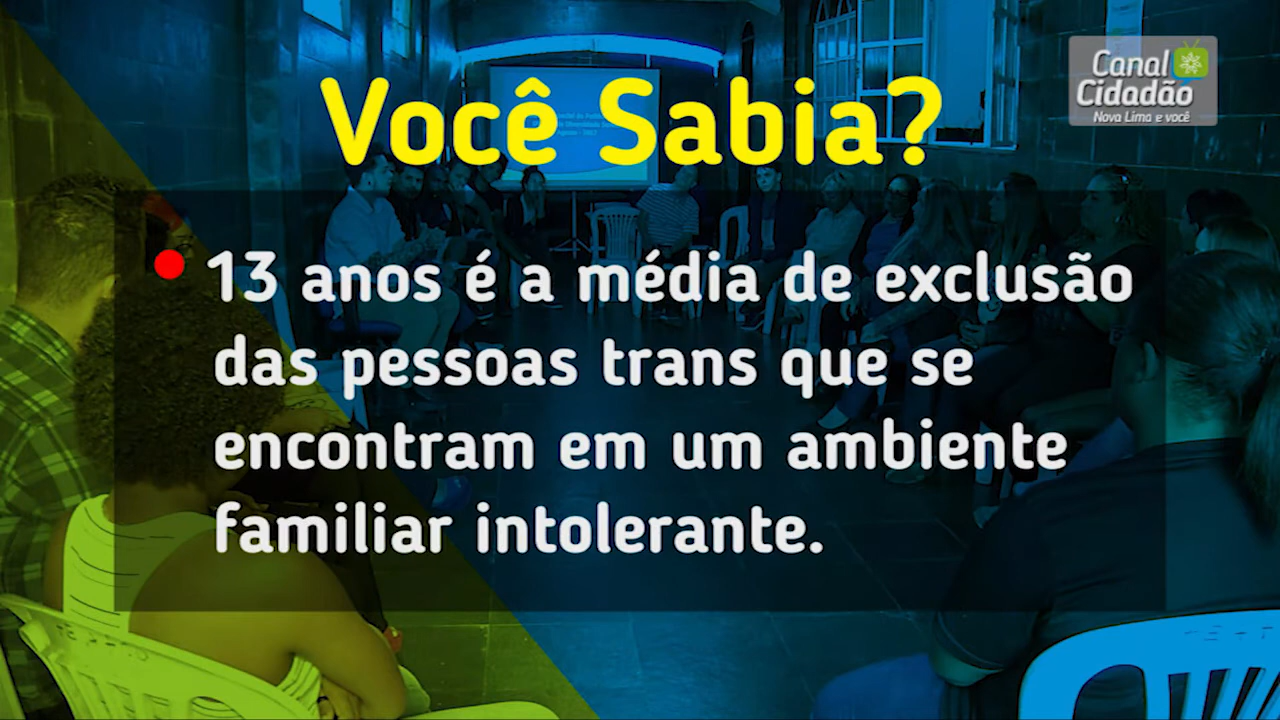 Você Sabia?
Canal
Cidadão
Nova Lima e você
13 anos é a média de exclusão
das pessoas trans que se
encontram em um ambiente
familiar intolerante.